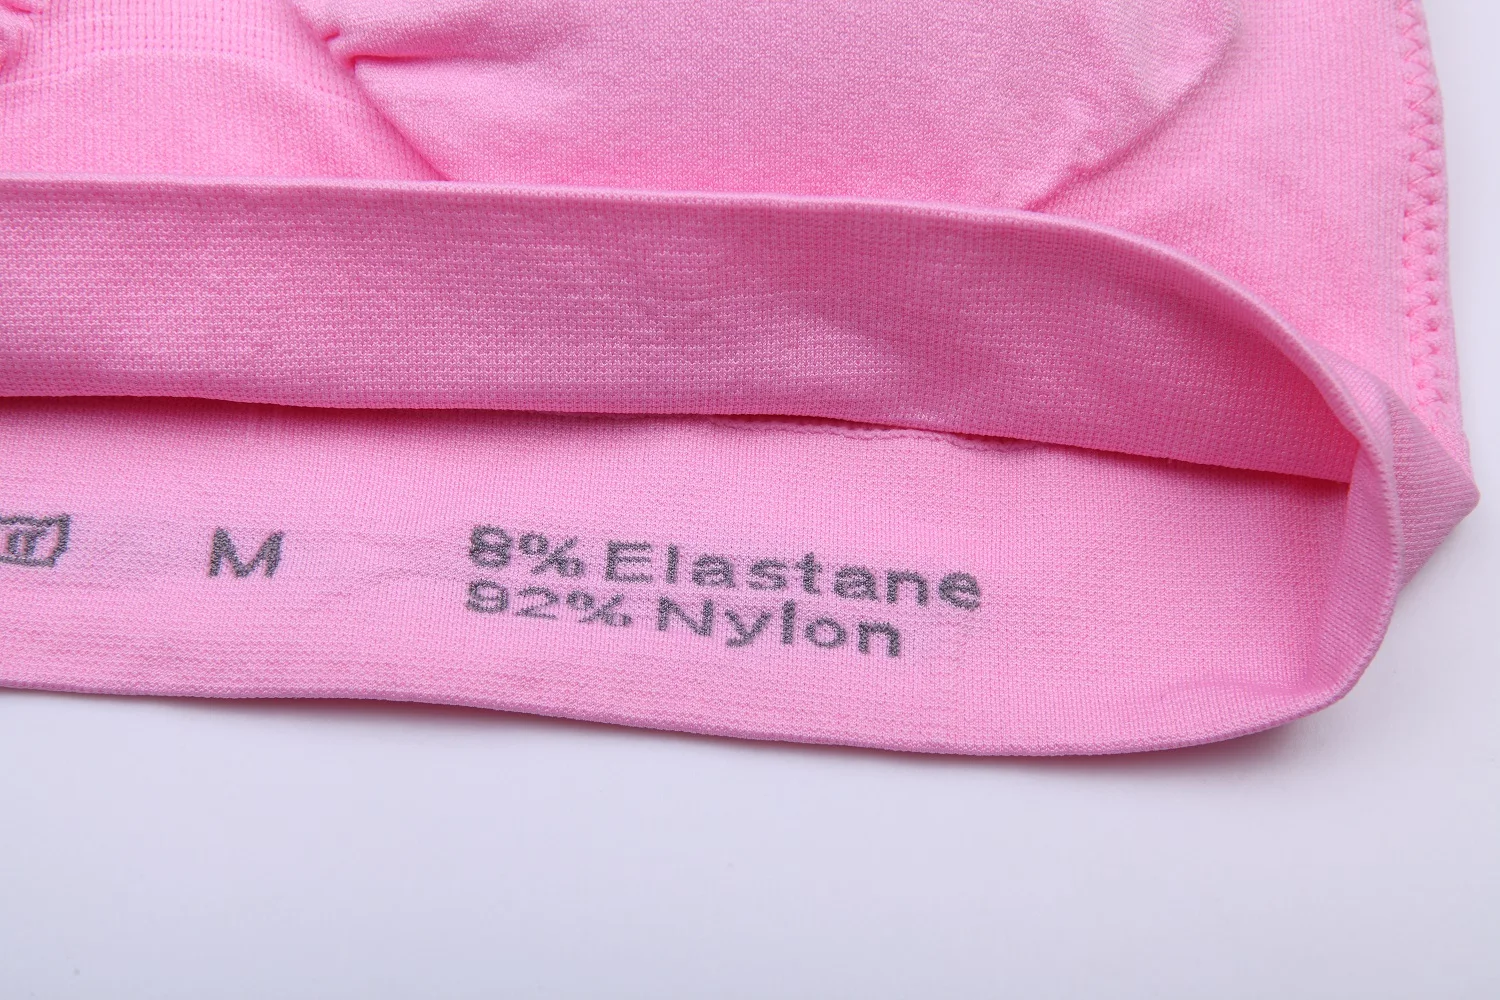 M
8% Elastane
92% Nylon